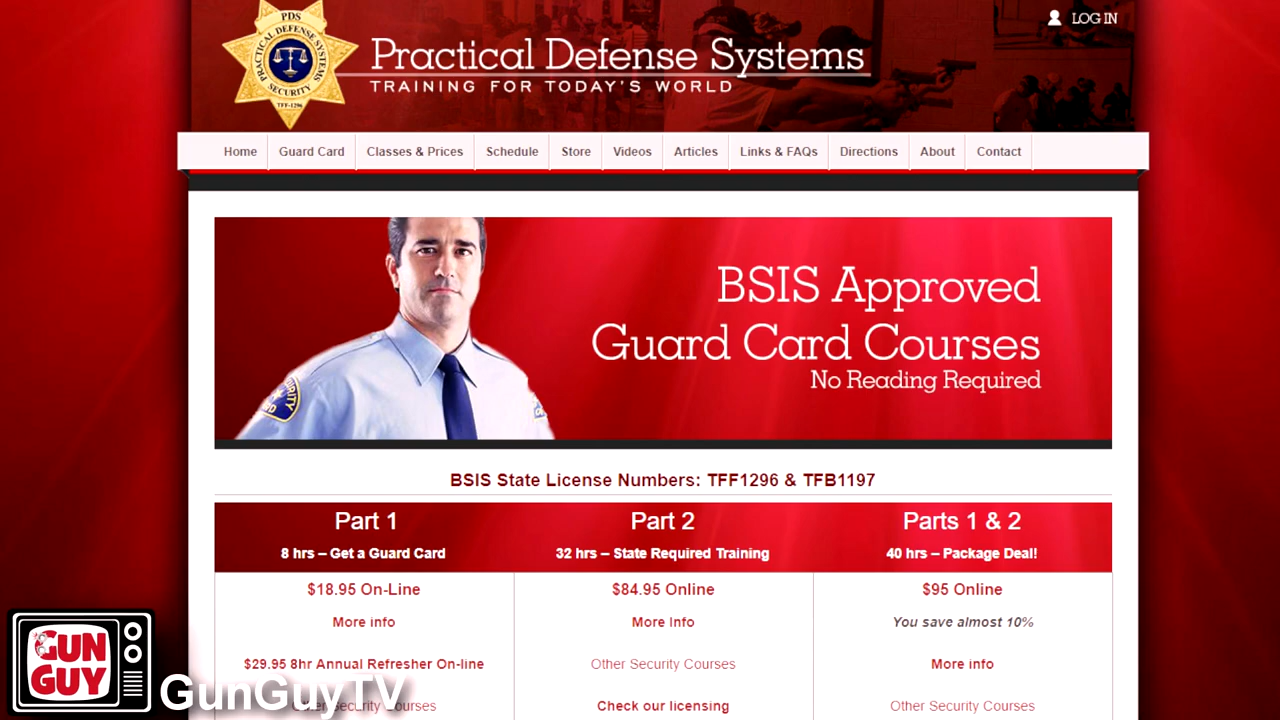 PDS
PRACTICAL DEFENSE SYSTEMS
SECURITY
TFF-1296
Practical Defense Systems
TRAINING FOR TODAY'S WORLD
LOG IN
Home Guard Card Classes & Prices Schedule Store Videos Articles Links & FAQs Directions About Contact
BSIS Approved
Guard Card Courses
No Reading Required
BSIS State License Numbers: TFF1296 & TFB1197
Part 1 Part 2 Parts 1 & 2
8 hrs – Get a Guard Card 32 hrs – State Required Training 40 hrs – Package Deal!
$18.95 On-Line $84.95 Online $95 Online
More info More Info You save almost 10%
$29.95 8hr Annual Refresher On-line Other Security Courses More info
Security Courses Check our licensing Other Security Courses
GUN
GUY
GunGuyTV